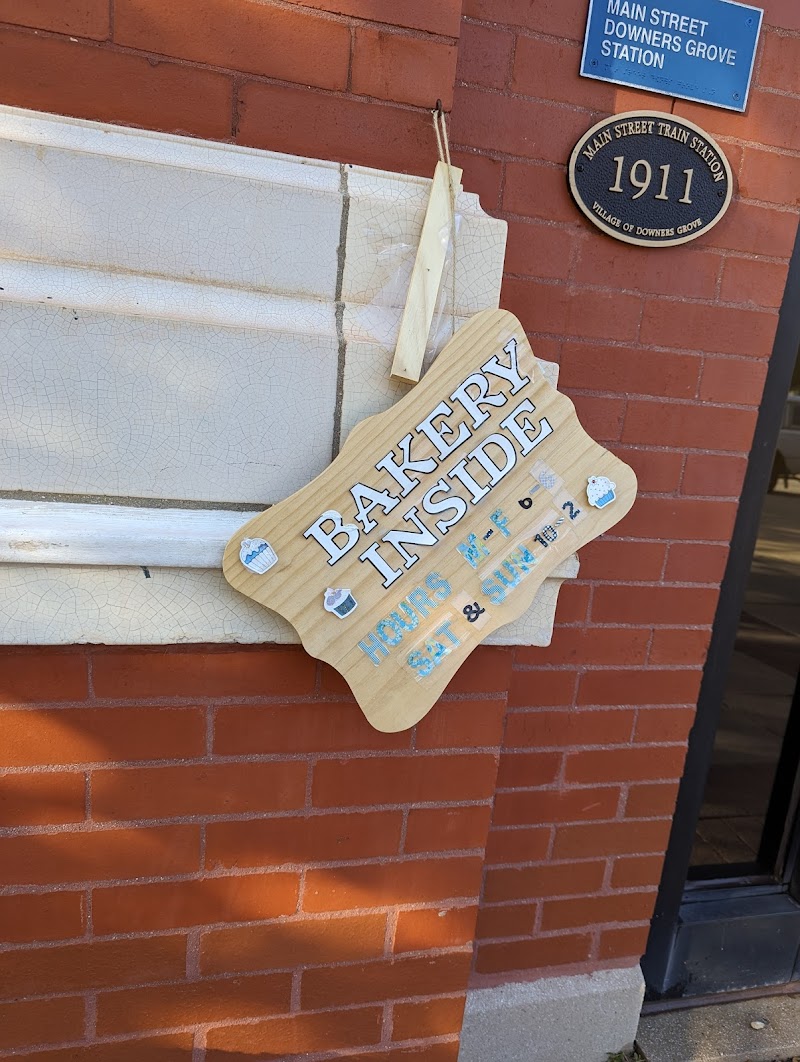 MAIN STREET
DOWNERS GROVE
STATION
MAIN STREET TRAIN STATION
1911
VILLAGE OF DOWNERS GROVE
BAKERY
INSIDE
HOURS M-F 6
SAT & SUN 10-2